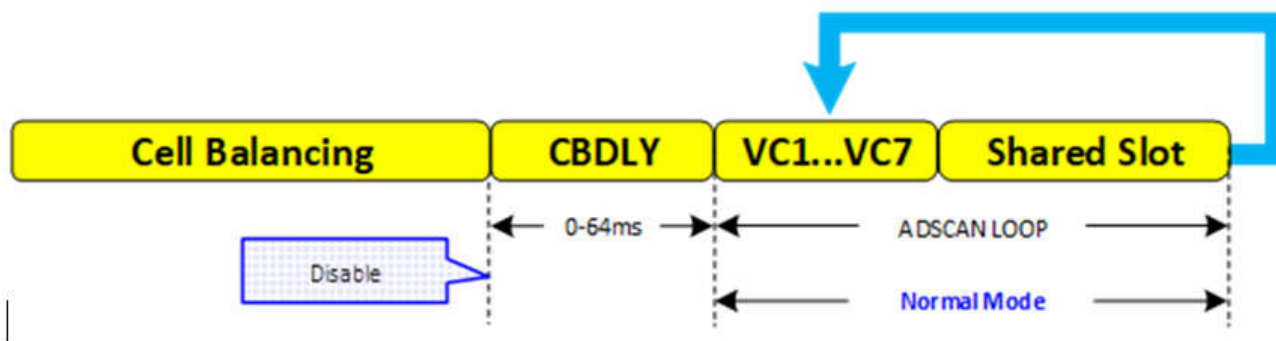 Cell Balancing CBDLY VC1...VC7 Shared Slot
0-64ms ADSCAN LOOP
Disable
Normal Mode